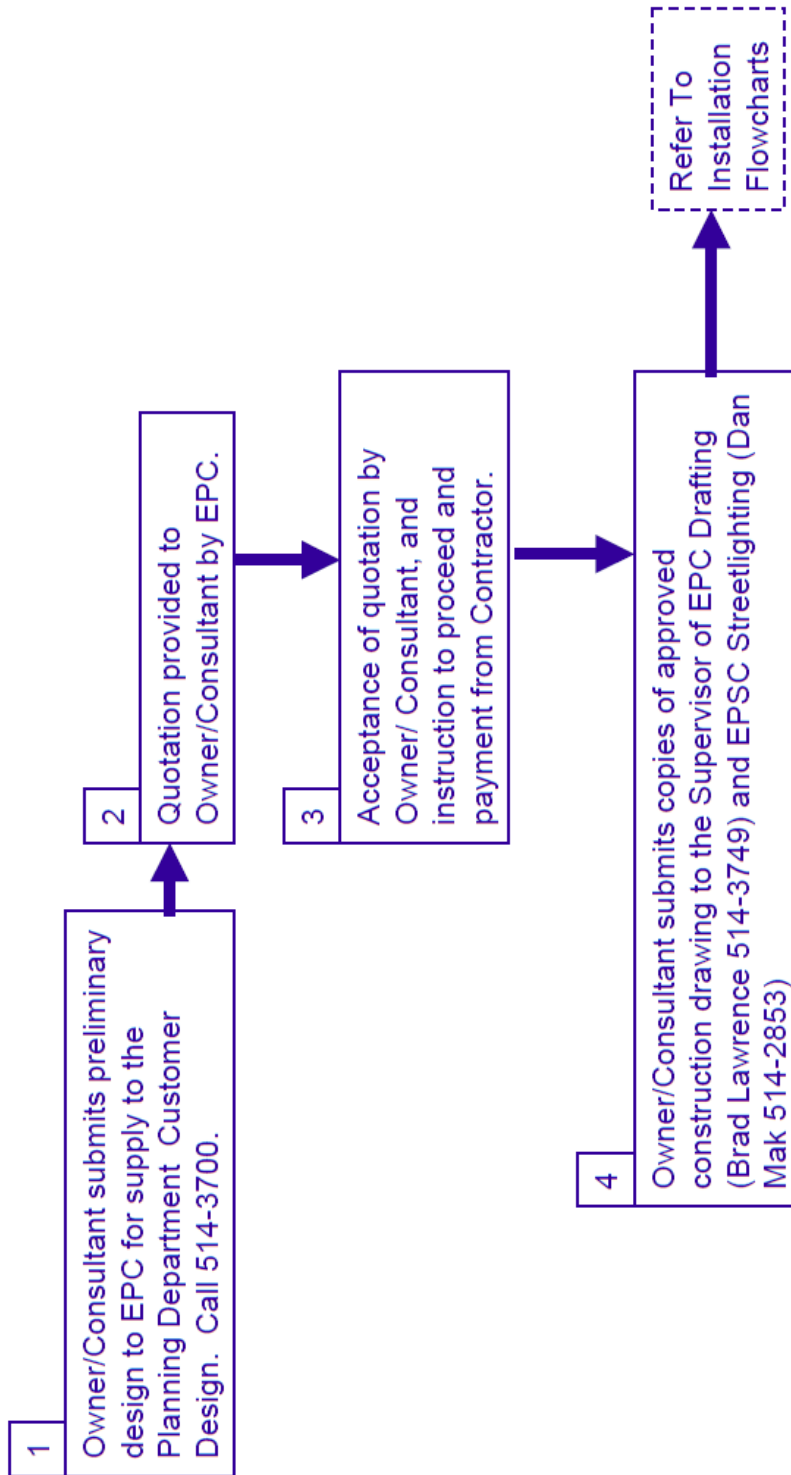 1
Owner/Consultant submits preliminary
design to EPC for supply to the
Planning Department  Customer
Design.  Call 514-3700.
2
Quotation provided to
Owner/Consultant by EPC.
3
Acceptance of quotation by
Owner/ Consultant, and
instruction to proceed and
payment from Contractor.
4
Owner/Consultant submits copies of approved
construction drawing to the Supervisor of EPC Drafting
(Brad Lawrence 514-3749) and EPSC Streetlighting (Dan
Mak 514-2853)
Refer To
Installation
Flowcharts